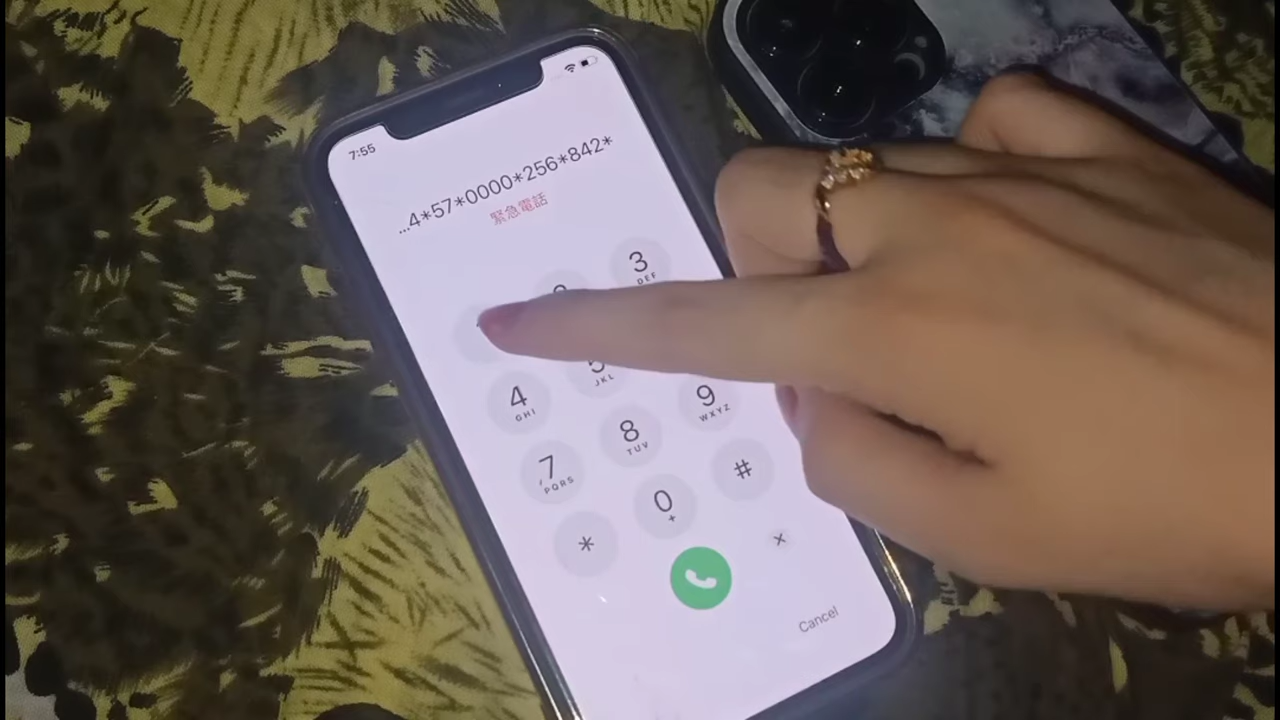 7:55
...4*57*0000*256*842*
緊急電話
3
DEF
4
GHI
5
JKL
7
PQRS
8
TUV
9
WXYZ
*
0
+
#
×
Cancel